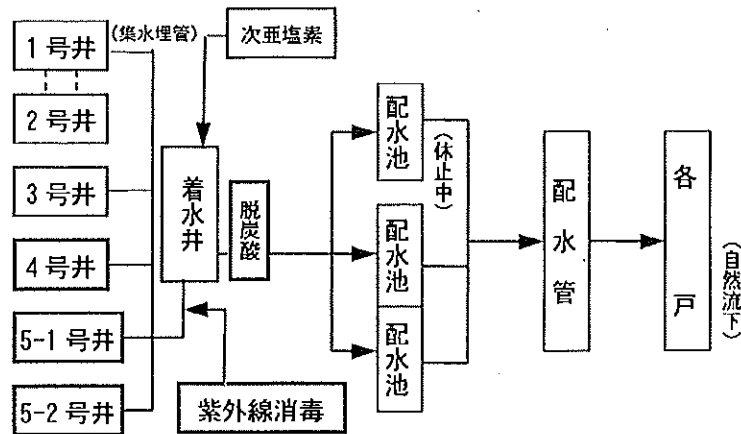 1号井
(集水埋管)
次亜塩素
2号井
3号井
4号井
5-1号井
5-2号井
着水井
脱炭酸
紫外線消毒
配水池
(休止中)
配水池
配水池
配水管
各戸
(自然流下)